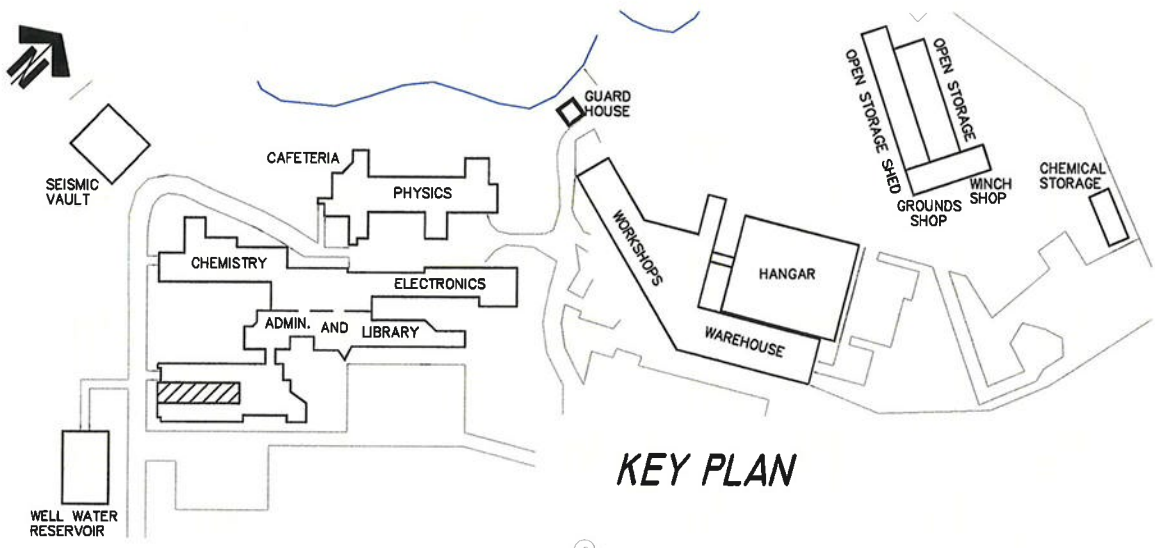 GUARD
HOUSE
OPEN STORAGE SHED
OPEN STORAGE
CAFETERIA
CHEMICAL
STORAGE
SEISMIC
VAULT
PHYSICS
WINCH
SHOP
GROUNDS
SHOP
WORKSHOPS
CHEMISTRY
HANGAR
ELECTRONICS
ADMIN. AND LIBRARY
WAREHOUSE
KEY PLAN
WELL WATER
RESERVOIR